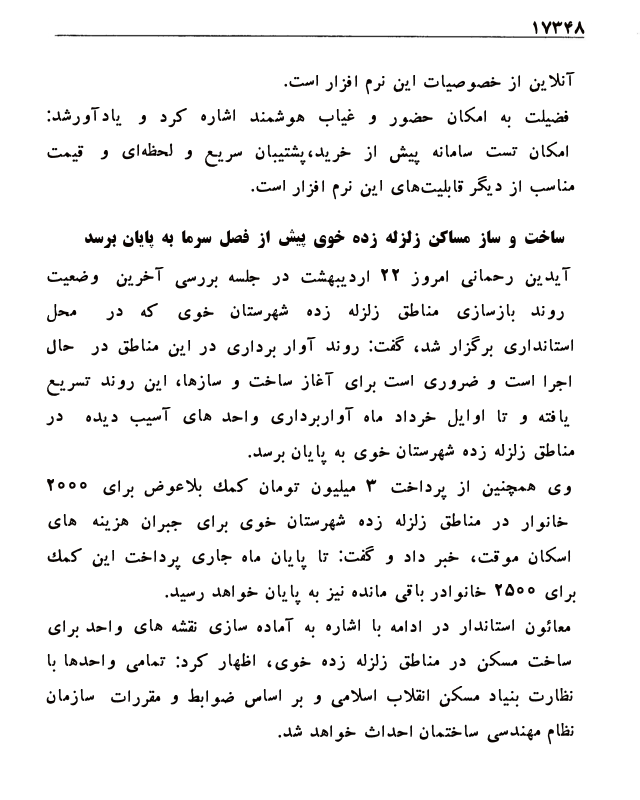 ۱۷۳۴۸
آنلاین از خصوصیات این نرم افزار است.
فضیلت به امکان حضور و غیاب هوشمند اشاره کرد و یادآورشد:
امکان تست سامانه پیش از خرید،پشتیبان سریع و لحظه‌ای و قیمت
مناسب از دیگر قابلیت‌های این نرم افزار است.
ساخت و ساز مساکن زلزله زده خوی پیش از فصل سرما به پایان برسد
آیدین رحمانی امروز ۲۲ اردیبهشت در جلسه بررسی آخرین وضعیت
روند بازسازی مناطق زلزله زده شهرستان خوی که در محل
استانداری برگزار شد، گفت: روند آوار برداری در این مناطق در حال
اجرا است و ضروری است برای آغاز ساخت و سازها، این روند تسریع
یافته و تا اوایل خرداد ماه آواربرداری واحد های آسیب دیده در
مناطق زلزله زده شهرستان خوی به پایان برسد.
وی همچنین از پرداخت ۳ میلیون تومان کمك بلاعوض برای ۲۰۰۰
خانوار در مناطق زلزله زده شهرستان خوی برای جبران هزینه های
اسکان موقت، خبر داد و گفت: تا پایان ماه جاری پرداخت این کمك
برای ۲۵۰۰ خانوادر باقی مانده نیز به پایان خواهد رسید.
معائون استاندار در ادامه با اشاره به آماده سازی نقشه های واحد برای
ساخت مسکن در مناطق زلزله زده خوی، اظهار کرد: تمامی واحدها با
نظارت بنیاد مسکن انقلاب اسلامی و بر اساس ضوابط و مقررات سازمان
نظام مهندسی ساختمان احداث خواهد شد.